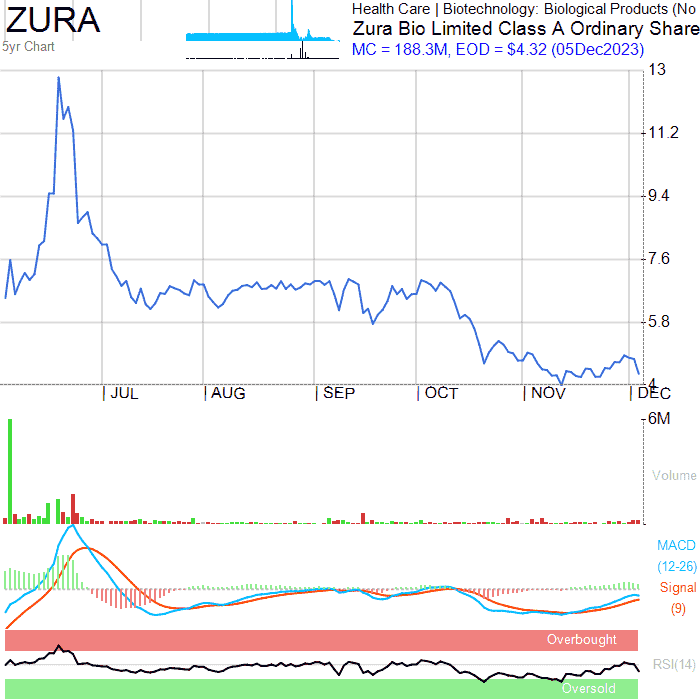 ZURA
5yr Chart
Health Care | Biotechnology: Biological Products (No
Zura Bio Limited Class A Ordinary Share
MC = 188.3M, EOD = $4.32 (05Dec2023)
13
11.2
9.4
7.6
5.8
4
JUL AUG SEP OCT NOV DEC
6M
Volume
MACD
(12-26)
Signal
(9)
Overbought
RSI(14)
Oversold